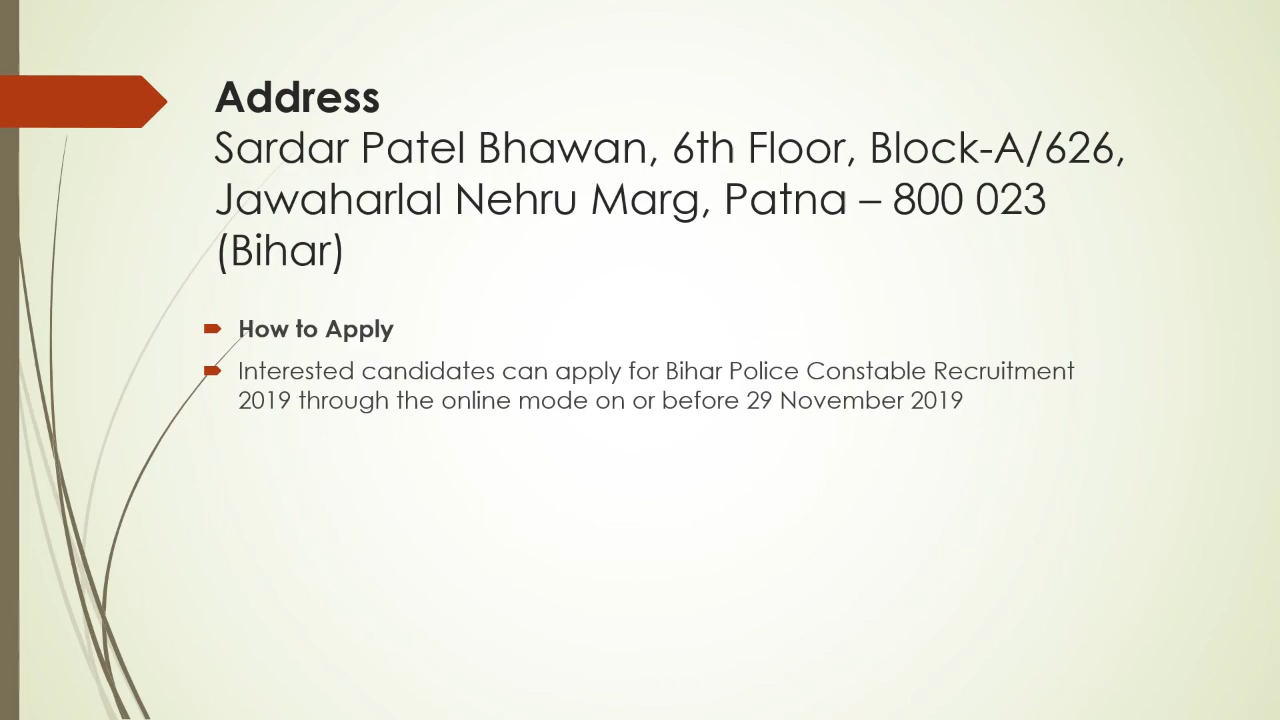 Address
Sardar Patel Bhawan, 6th Floor, Block-A/626,
Jawaharlal Nehru Marg, Patna – 800 023
(Bihar)
How to Apply
Interested candidates can apply for Bihar Police Constable Recruitment
2019 through the online mode on or before 29 November 2019